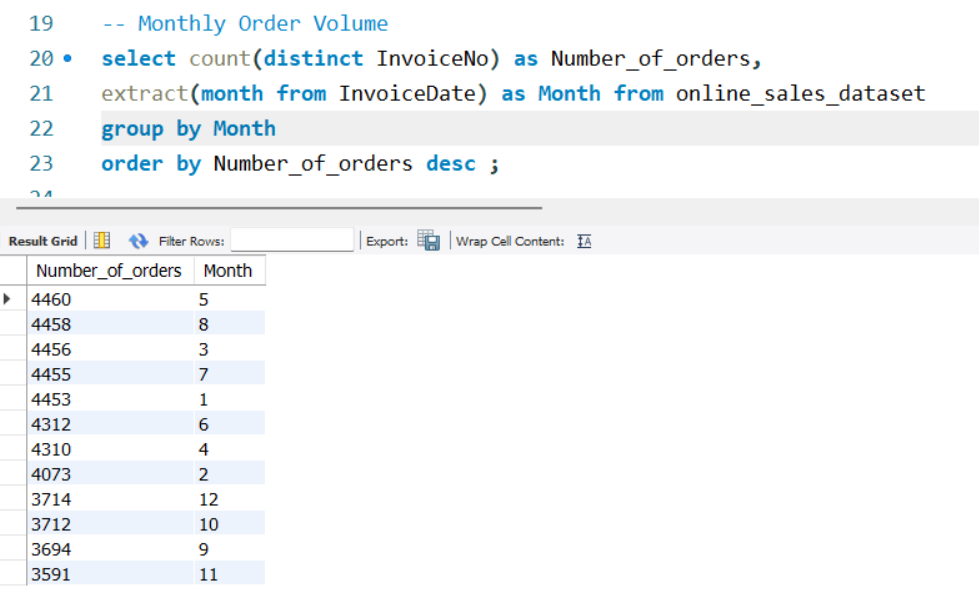 19 -- Monthly Order Volume
20 select count(distinct InvoiceNo) as Number_of_orders,
21 extract(month from InvoiceDate) as Month from online_sales_dataset
22 group by Month
23 order by Number_of_orders desc ;
Result Grid Filter Rows: Export: Wrap Cell Content: IA
Number_of_orders Month
4460 5
4458 8
4456 3
4455 7
4453 1
4312 6
4310 4
4073 2
3714 12
3712 10
3694 9
3591 11